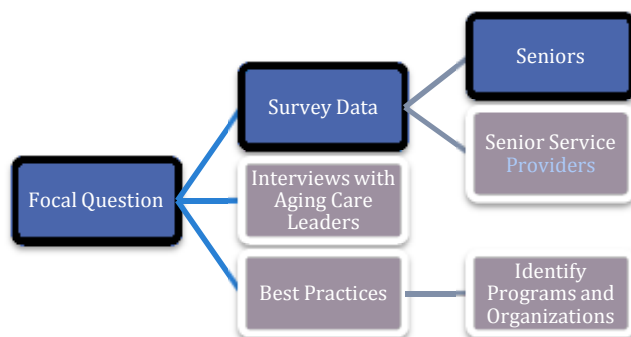 Focal Question
Survey Data
Interviews with
Aging Care
Leaders
Best Practices
Seniors
Senior Service
Providers
Identify
Programs and
Organizations